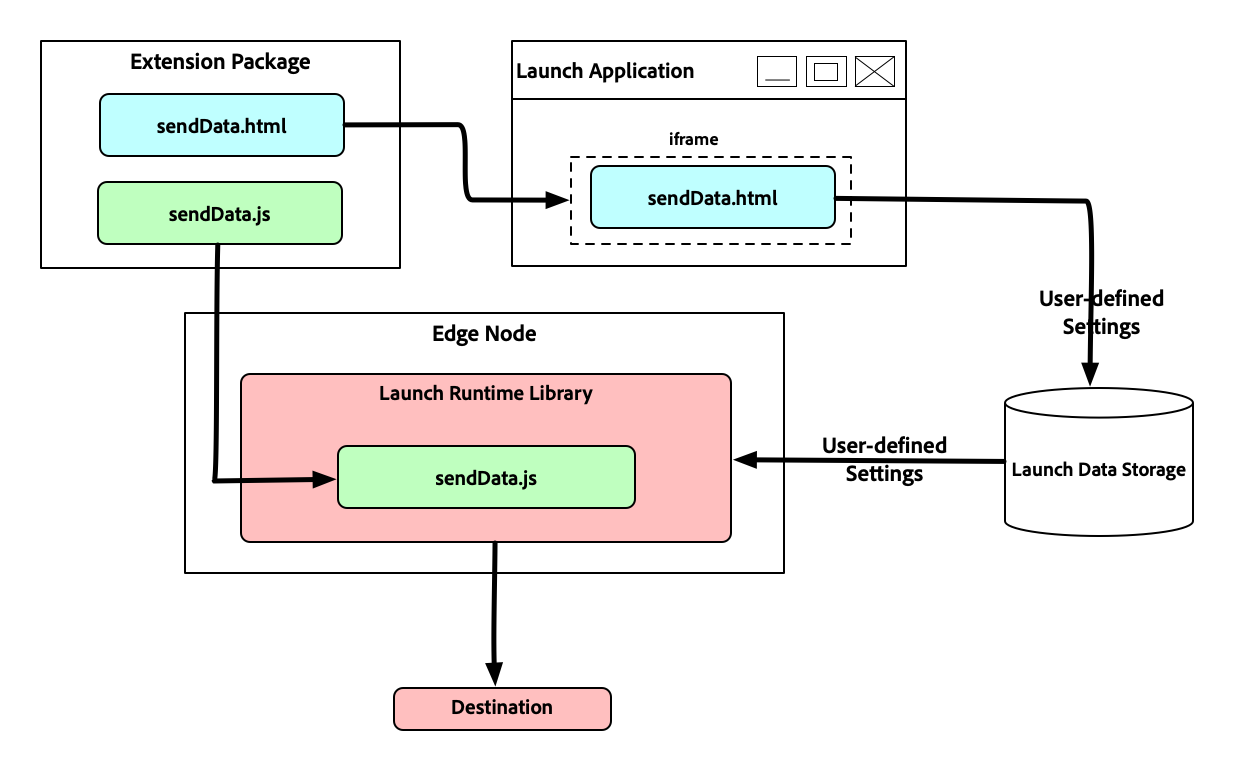 Extension Package
sendData.html
sendData.js
Launch Application
iframe
sendData.html
User-defined
Settings
Edge Node
Launch Runtime Library
sendData.js
User-defined
Settings
Launch Data Storage
Destination